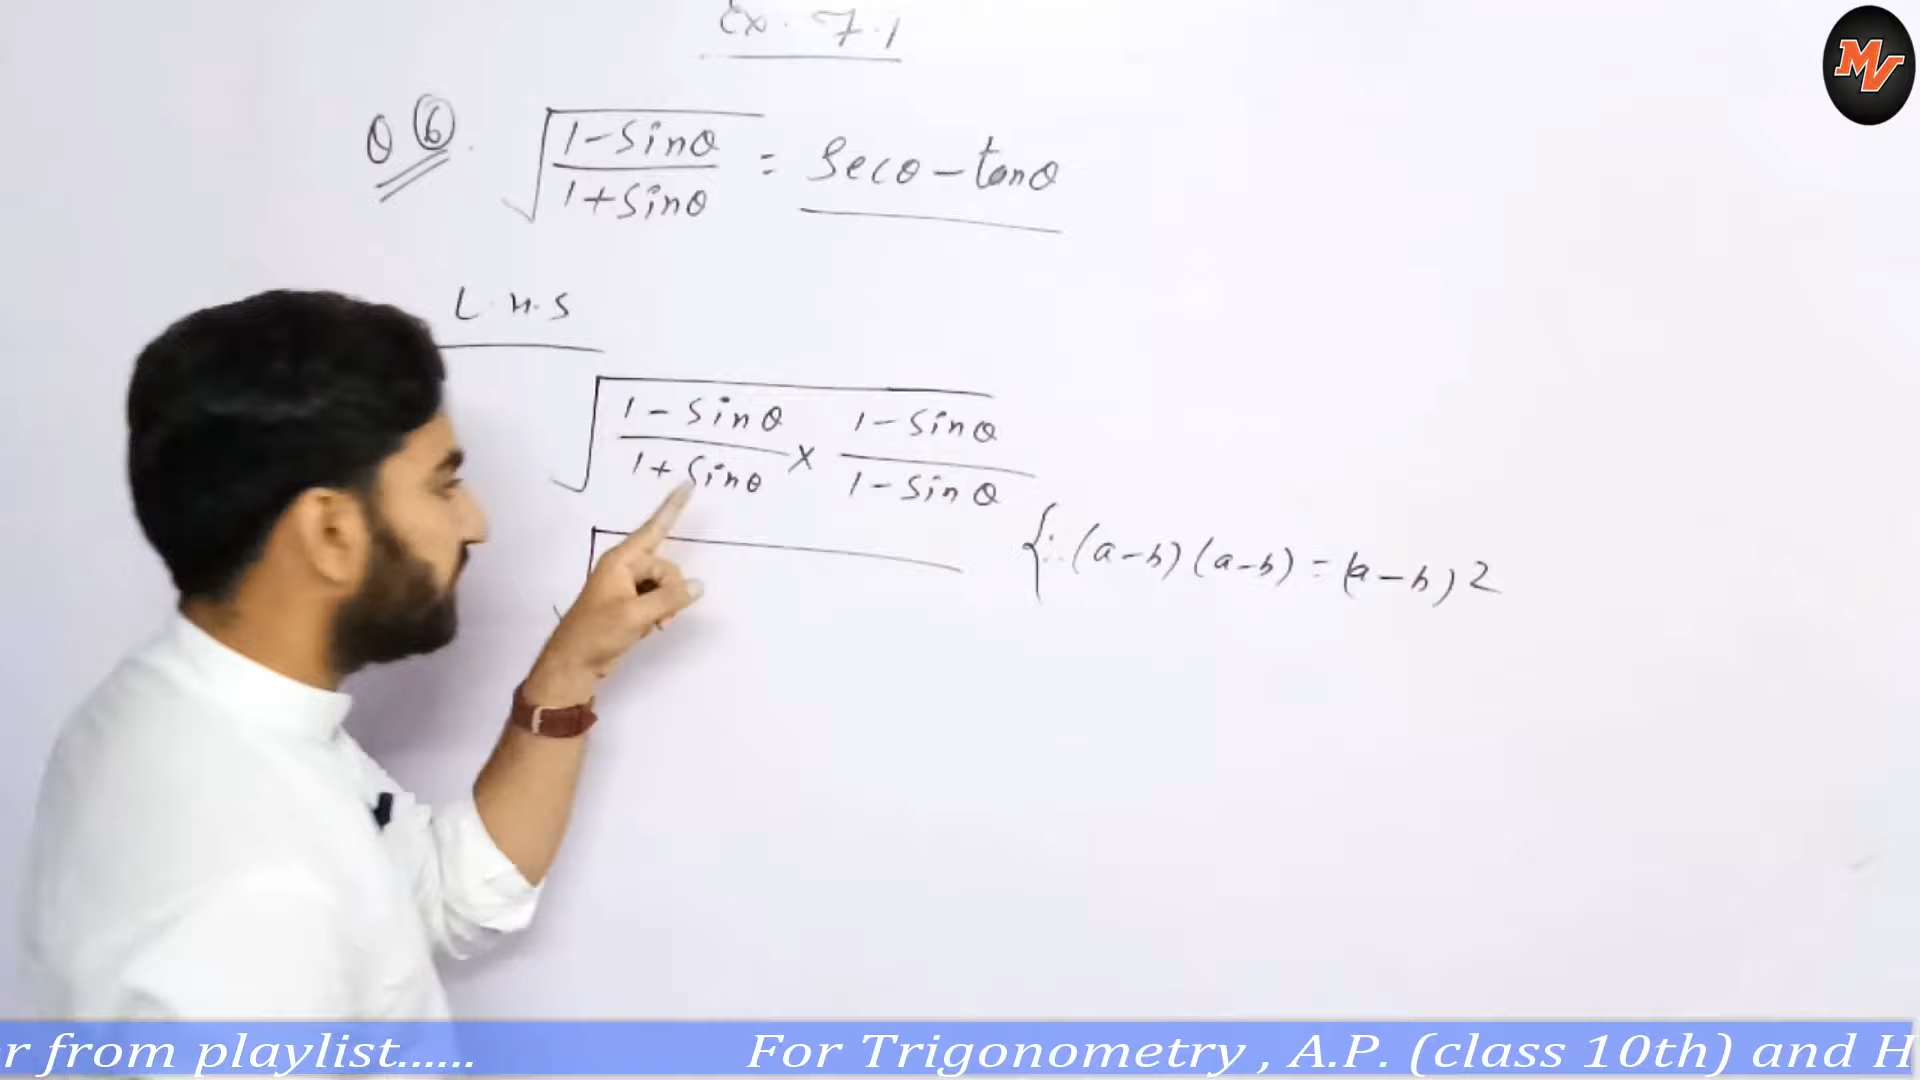 Ex. 7.1
MV
Q 6. √(1-Sinθ / 1+Sinθ) = Secθ-tanθ
L.H.S
√(1-Sinθ / 1+Sinθ × 1-Sinθ / 1-Sinθ)
{∵ (a-b)(a-b) = (a-b)2
r from playlist...... For Trigonometry , A.P. (class 10th) and H